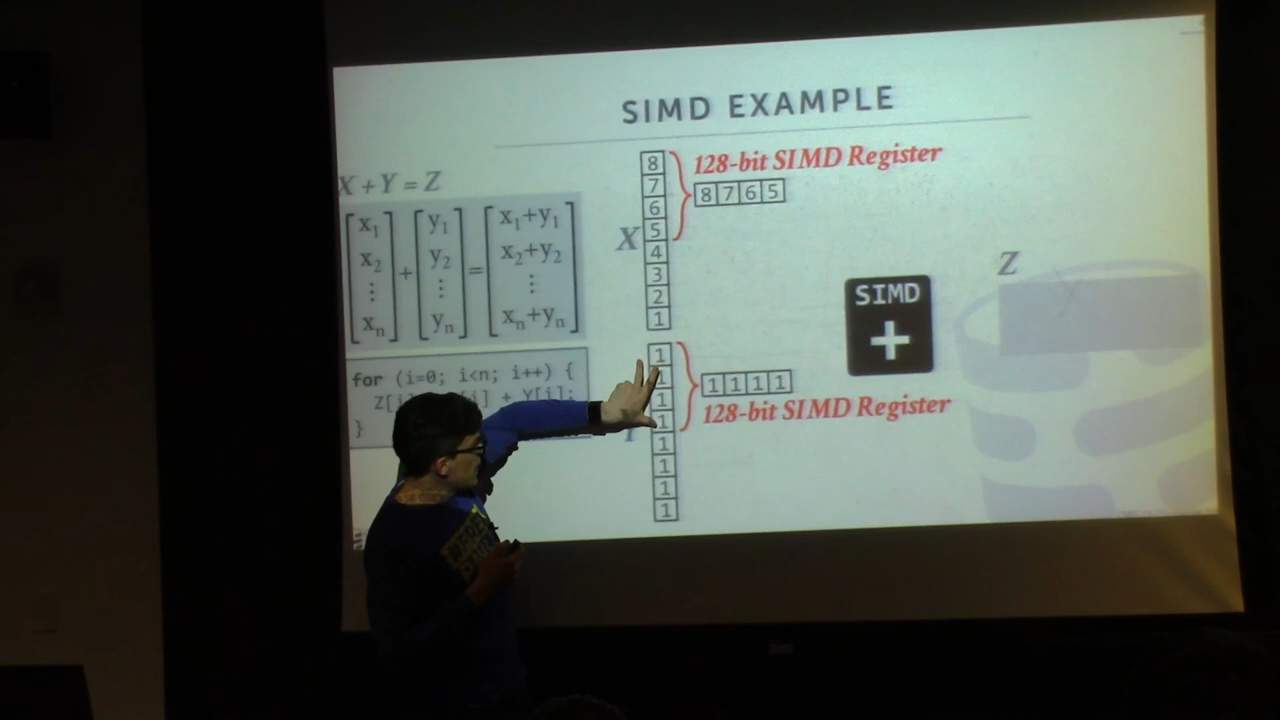 SIMD EXAMPLE
X + Y = Z
x1
x2
⋮
xn
+
y1
y2
⋮
yn
=
x1+y1
x2+y2
⋮
xn+yn
for (i=0; i<n; i++) {
Z[i] + Y[i];
}
X
8
7
6
5
4
3
2
1
128-bit SIMD Register
8 7 6 5
1
1
1
1
1
1
1
1
1 1 1 1
128-bit SIMD Register
SIMD
+
Z